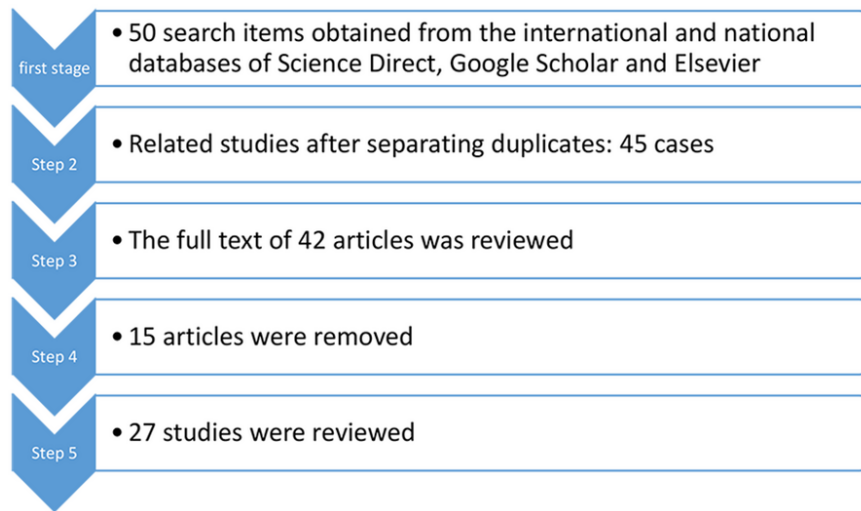 first stage
• 50 search items obtained from the international and national
databases of Science Direct, Google Scholar and Elsevier
Step 2
• Related studies after separating duplicates: 45 cases
Step 3
• The full text of 42 articles was reviewed
Step 4
• 15 articles were removed
Step 5
• 27 studies were reviewed